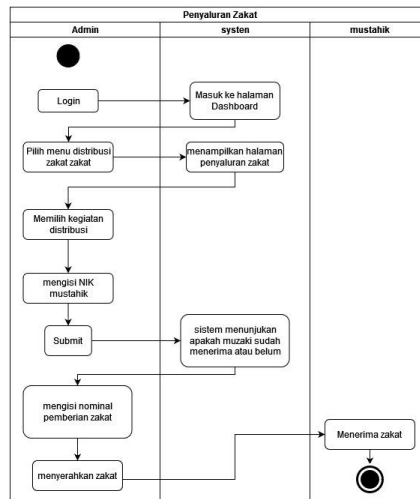 Penyaluran Zakat
Admin
systen
mustahik
Login
Masuk ke halaman
Dashboard
Pilih menu distribusi
zakat zakat
menampilkan halaman
penyaluran zakat
Memilih kegiatan
distribusi
mengisi NIK
mustahik
Submit
sistem menunjukan
apakah muzaki sudah
menerima atau belum
mengisi nominal
pemberian zakat
Menerima zakat
menyerahkan zakat